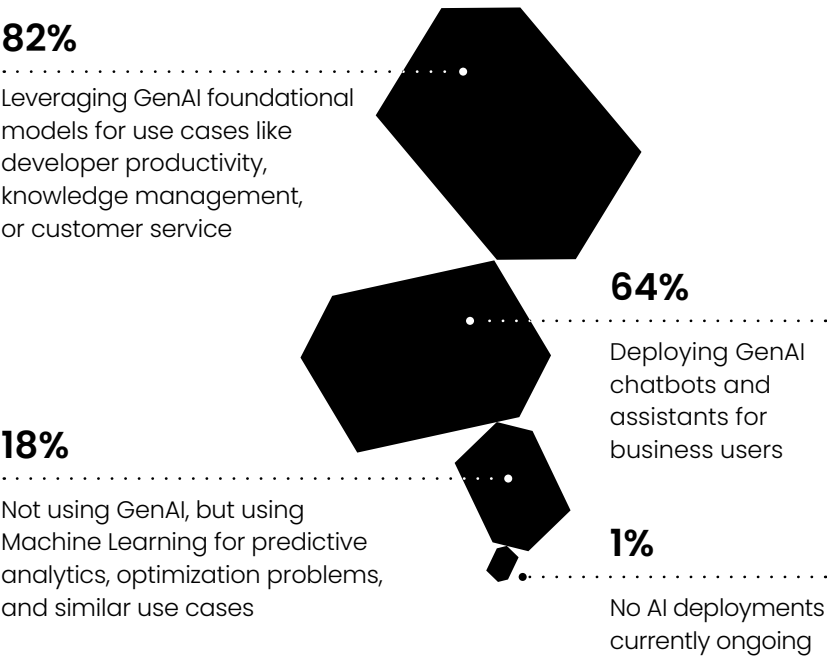 82%
Leveraging GenAI foundational
models for use cases like
developer productivity,
knowledge management,
or customer service
64%
Deploying GenAI
chatbots and
assistants for
business users
18%
Not using GenAI, but using
Machine Learning for predictive
analytics, optimization problems,
and similar use cases
1%
No AI deployments
currently ongoing